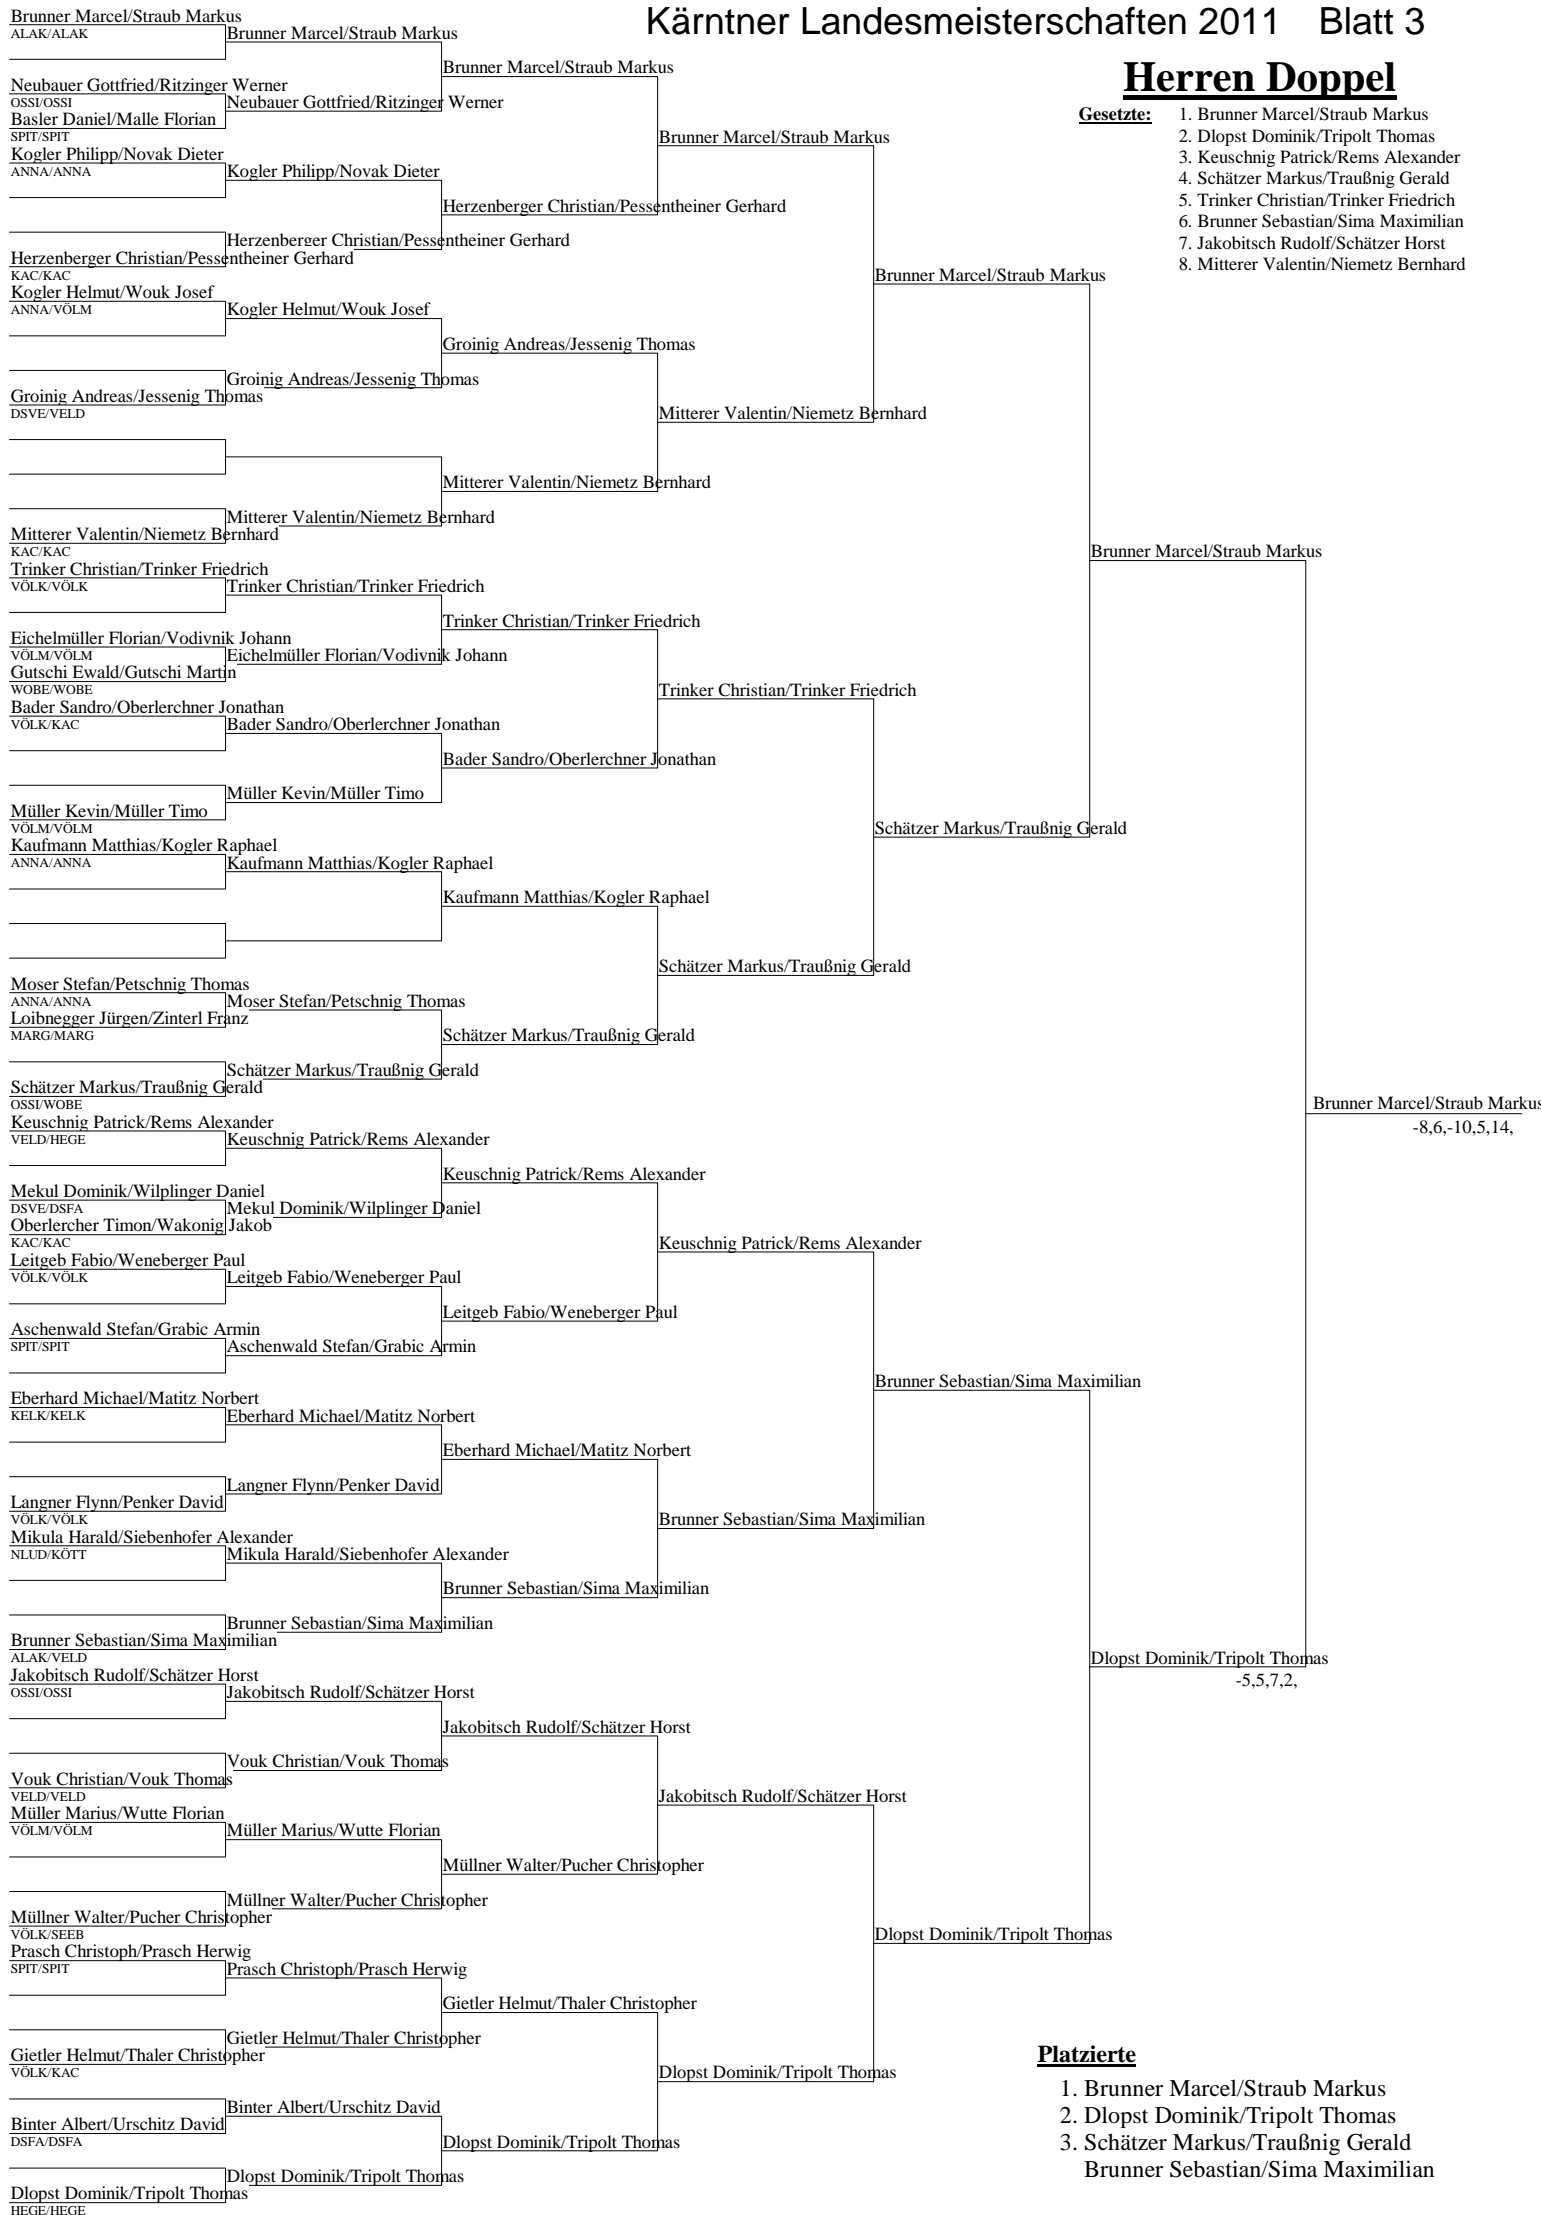 Kärntner Landesmeisterschaften 2011 Blatt 3
Herren Doppel
Gesetzte:
1. Brunner Marcel/Straub Markus
2. Dlopst Dominik/Tripolt Thomas
3. Keuschnig Patrick/Rems Alexander
4. Schätzer Markus/Traußnig Gerald
5. Trinker Christian/Trinker Friedrich
6. Brunner Sebastian/Sima Maximilian
7. Jakobitsch Rudolf/Schätzer Horst
8. Mitterer Valentin/Niemetz Bernhard
Brunner Marcel/Straub Markus
ALAK/ALAK
Neubauer Gottfried/Ritzinger Werner
OSSI/OSSI
Basler Daniel/Malle Florian
SPIT/SPIT
Kogler Philipp/Novak Dieter
ANNA/ANNA
Herzenberger Christian/Pessentheiner Gerhard
KAC/KAC
Kogler Helmut/Wouk Josef
ANNA/VÖLM
Groinig Andreas/Jessenig Thomas
DSVE/VELD
Mitterer Valentin/Niemetz Bernhard
KAC/KAC
Trinker Christian/Trinker Friedrich
VÖLK/VÖLK
Eichelmüller Florian/Vodivnik Johann
VÖLM/VÖLM
Gutschi Ewald/Gutschi Martin
WOBE/WOBE
Bader Sandro/Oberlerchner Jonathan
VÖLK/KAC
Müller Kevin/Müller Timo
VÖLM/VÖLM
Kaufmann Matthias/Kogler Raphael
ANNA/ANNA
Moser Stefan/Petschnig Thomas
ANNA/ANNA
Loibnegger Jürgen/Zinterl Franz
MARG/MARG
Schätzer Markus/Traußnig Gerald
OSSI/WOBE
Keuschnig Patrick/Rems Alexander
VELD/HEGE
Mekul Dominik/Wilplinger Daniel
DSVE/DSFA
Oberlercher Timon/Wakonig Jakob
KAC/KAC
Leitgeb Fabio/Weneberger Paul
VÖLK/VÖLK
Aschenwald Stefan/Grabic Armin
SPIT/SPIT
Eberhard Michael/Matitz Norbert
KELK/KELK
Langner Flynn/Penker David
VÖLK/VÖLK
Mikula Harald/Siebenhofer Alexander
NLUD/KÖTT
Brunner Sebastian/Sima Maximilian
ALAK/VELD
Jakobitsch Rudolf/Schätzer Horst
OSSI/OSSI
Vouk Christian/Vouk Thomas
VELD/VELD
Müller Marius/Wutte Florian
VÖLM/VÖLM
Müllner Walter/Pucher Christopher
VÖLK/SEEB
Prasch Christoph/Prasch Herwig
SPIT/SPIT
Gietler Helmut/Thaler Christopher
VÖLK/KAC
Binter Albert/Urschitz David
DSFA/DSFA
Dlopst Dominik/Tripolt Thomas
HEGE/HEGE
Brunner Marcel/Straub Markus
Neubauer Gottfried/Ritzinger Werner
Kogler Philipp/Novak Dieter
Herzenberger Christian/Pessentheiner Gerhard
Kogler Helmut/Wouk Josef
Groinig Andreas/Jessenig Thomas
Mitterer Valentin/Niemetz Bernhard
Trinker Christian/Trinker Friedrich
Eichelmüller Florian/Vodivnik Johann
Bader Sandro/Oberlerchner Jonathan
Müller Kevin/Müller Timo
Kaufmann Matthias/Kogler Raphael
Moser Stefan/Petschnig Thomas
Schätzer Markus/Traußnig Gerald
Keuschnig Patrick/Rems Alexander
Mekul Dominik/Wilplinger Daniel
Leitgeb Fabio/Weneberger Paul
Aschenwald Stefan/Grabic Armin
Eberhard Michael/Matitz Norbert
Langner Flynn/Penker David
Mikula Harald/Siebenhofer Alexander
Brunner Sebastian/Sima Maximilian
Jakobitsch Rudolf/Schätzer Horst
Vouk Christian/Vouk Thomas
Müller Marius/Wutte Florian
Müllner Walter/Pucher Christopher
Prasch Christoph/Prasch Herwig
Gietler Helmut/Thaler Christopher
Binter Albert/Urschitz David
Dlopst Dominik/Tripolt Thomas
Brunner Marcel/Straub Markus
Herzenberger Christian/Pessentheiner Gerhard
Groinig Andreas/Jessenig Thomas
Mitterer Valentin/Niemetz Bernhard
Trinker Christian/Trinker Friedrich
Bader Sandro/Oberlerchner Jonathan
Kaufmann Matthias/Kogler Raphael
Schätzer Markus/Traußnig Gerald
Keuschnig Patrick/Rems Alexander
Leitgeb Fabio/Weneberger Paul
Eberhard Michael/Matitz Norbert
Brunner Sebastian/Sima Maximilian
Jakobitsch Rudolf/Schätzer Horst
Müllner Walter/Pucher Christopher
Gietler Helmut/Thaler Christopher
Dlopst Dominik/Tripolt Thomas
Brunner Marcel/Straub Markus
Mitterer Valentin/Niemetz Bernhard
Trinker Christian/Trinker Friedrich
Schätzer Markus/Traußnig Gerald
Keuschnig Patrick/Rems Alexander
Brunner Sebastian/Sima Maximilian
Jakobitsch Rudolf/Schätzer Horst
Dlopst Dominik/Tripolt Thomas
Brunner Marcel/Straub Markus
Schätzer Markus/Traußnig Gerald
Brunner Sebastian/Sima Maximilian
Dlopst Dominik/Tripolt Thomas
Brunner Marcel/Straub Markus
Dlopst Dominik/Tripolt Thomas
-5,5,7,2,
Brunner Marcel/Straub Markus
-8,6,-10,5,14,
Platzierte
1. Brunner Marcel/Straub Markus
2. Dlopst Dominik/Tripolt Thomas
3. Schätzer Markus/Traußnig Gerald
Brunner Sebastian/Sima Maximilian